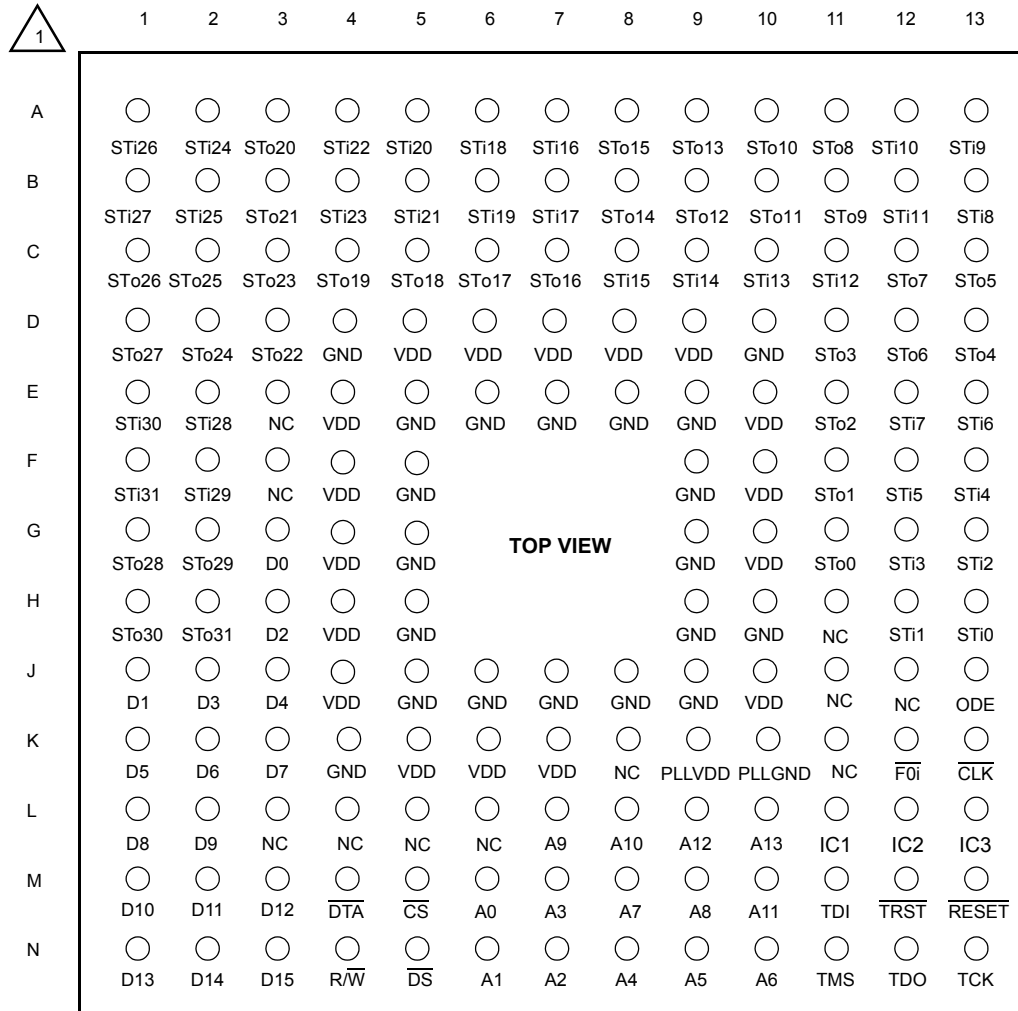 1 1 2 3 4 5 6 7 8 9 10 11 12 13
A
STi26 STi24 STo20 STi22 STi20 STi18 STi16 STo15 STo13 STo10 STo8 STi10 STi9
B
STi27 STi25 STo21 STi23 STi21 STi19 STi17 STo14 STo12 STo11 STo9 STi11 STi8
C
STo26 STo25 STo23 STo19 STo18 STo17 STo16 STi15 STi14 STi13 STi12 STo7 STo5
D
STo27 STo24 STo22 GND VDD VDD VDD VDD VDD GND STo3 STo6 STo4
E
STi30 STi28 NC VDD GND GND GND GND GND VDD STo2 STi7 STi6
F
STi31 STi29 NC VDD GND GND VDD STo1 STi5 STi4
G
TOP VIEW
STo28 STo29 D0 VDD GND GND VDD STo0 STi3 STi2
H
STo30 STo31 D2 VDD GND GND GND NC STi1 STi0
J
D1 D3 D4 VDD GND GND GND GND GND VDD NC NC ODE
K
D5 D6 D7 GND VDD VDD VDD NC PLLVDD PLLGND NC F0i CLK
L
D8 D9 NC NC NC NC A9 A10 A12 A13 IC1 IC2 IC3
M
D10 D11 D12 DTA CS A0 A3 A7 A8 A11 TDI TRST RESET
N
D13 D14 D15 R/W DS A1 A2 A4 A5 A6 TMS TDO TCK